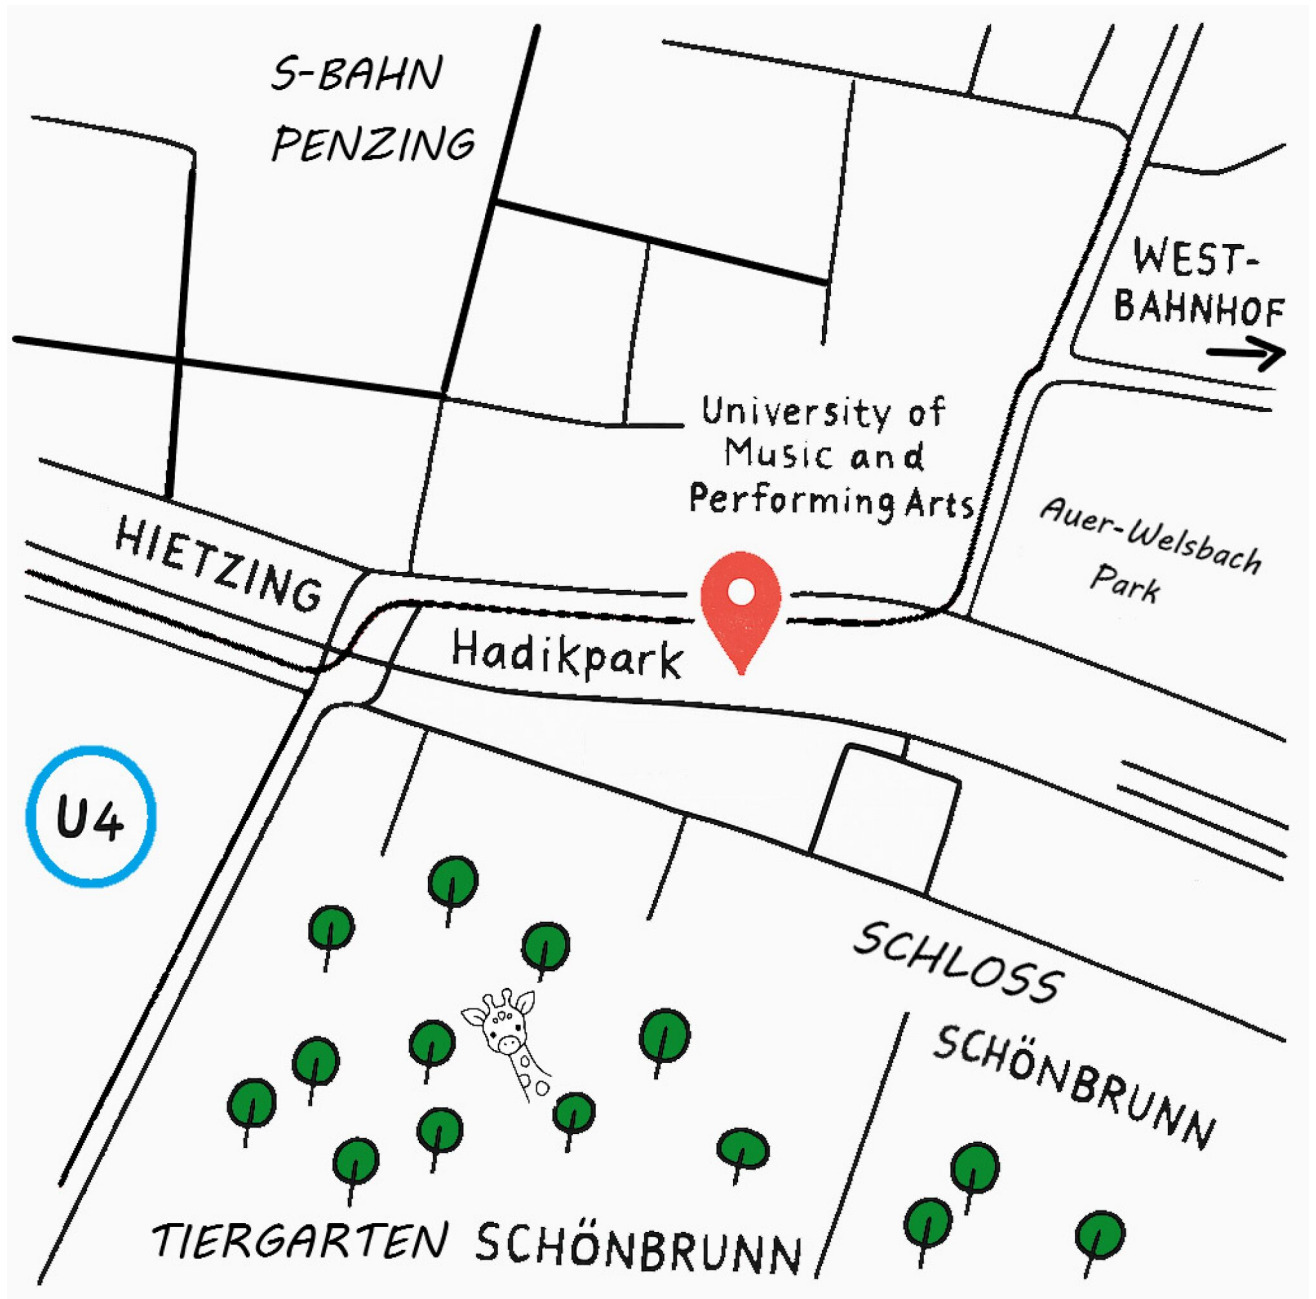 S-BAHN
PENZING
WEST-
BAHNHOF
University of
Music and
Performing Arts
Auer-Welsbach
Park
HIETZING
Hadikpark
U4
SCHLOSS
SCHÖNBRUNN
TIERGARTEN SCHÖNBRUNN